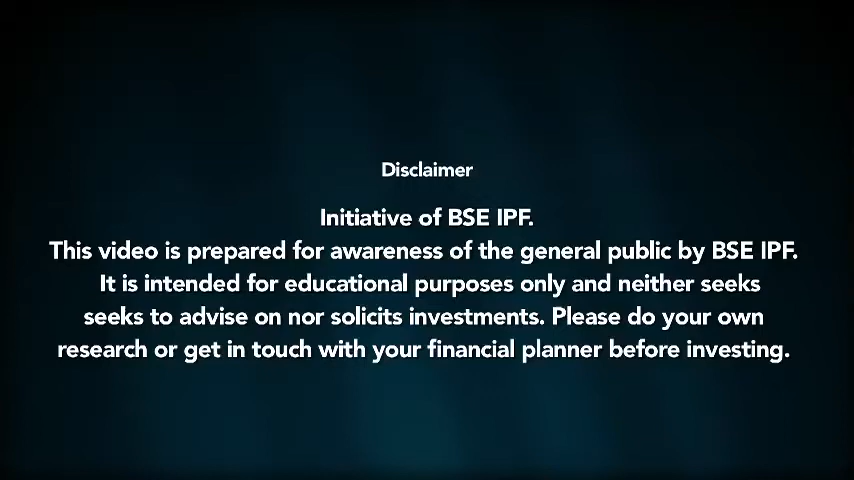 Disclaimer
Initiative of BSE IPF.
This video is prepared for awareness of the general public by BSE IPF.
It is intended for educational purposes only and neither seeks
seeks to advise on nor solicits investments. Please do your own
research or get in touch with your financial planner before investing.